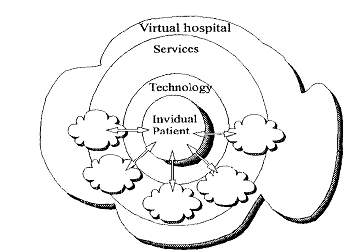 Virtual hospital
Services
Technology
Invidual
Patient